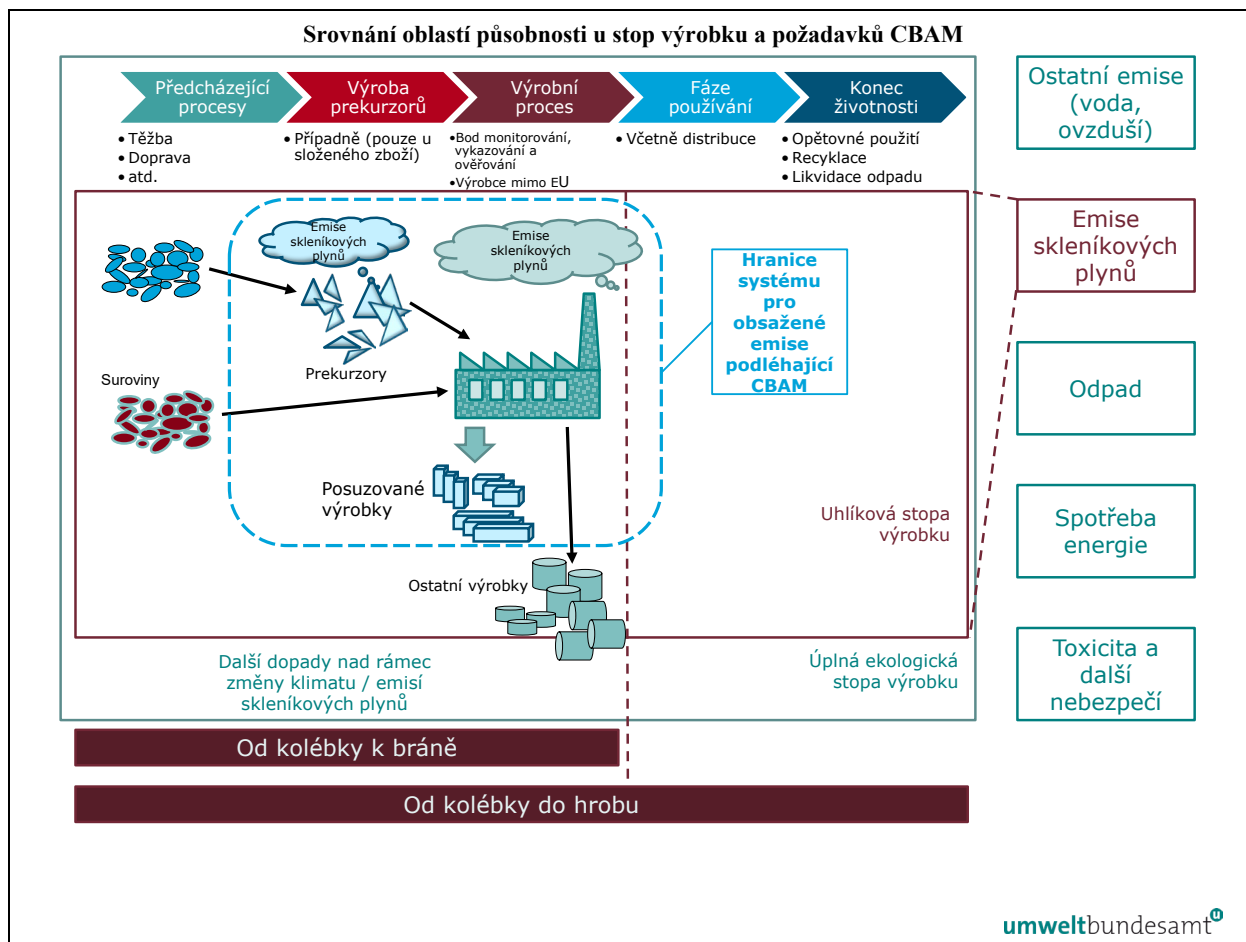 Srovnání oblastí působnosti u stop výrobku a požadavků CBAM
Předcházející
procesy
Výroba
prekurzorů
Výrobní
proces
Fáze
používání
Konec
životnosti
• Těžba
• Doprava
• atd.
• Případně (pouze u
složeného zboží)
• Bod monitorování,
vykazování a
ověřování
• Výrobce mimo EU
• Včetně distribuce
• Opětovné použití
• Recyklace
• Likvidace odpadu
Ostatní emise
(voda,
ovzduší)
Emise
skleníkových
plynů
Odpad
Spotřeba
energie
Toxicita a
další
nebezpečí
Emise
skleníkových
plynů
Emise
skleníkových
plynů
Hranice
systému
pro
obsažené
emise
podléhající
CBAM
Prekurzory
Suroviny
Posuzované
výrobky
Ostatní výrobky
Uhlíková stopa
výrobku
Další dopady nad rámec
změny klimatu / emisí
skleníkových plynů
Úplná ekologická
stopa výrobku
Od kolébky k bráně
Od kolébky do hrobu
umweltbundesamt u